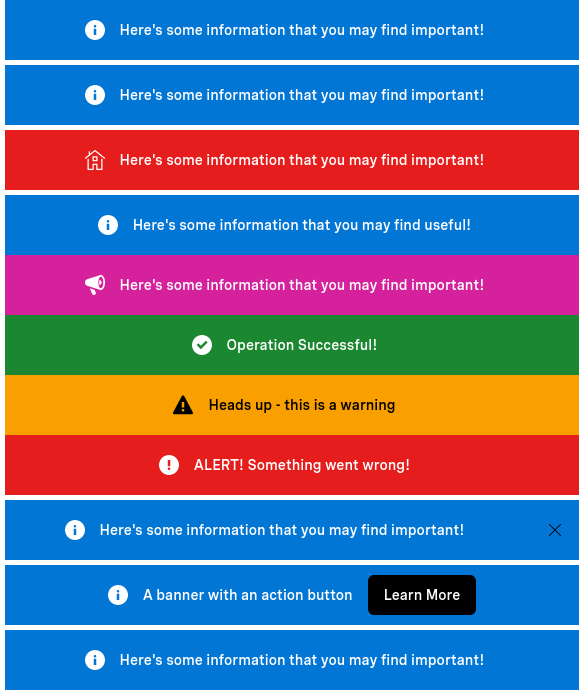 Here's some information that you may find important!
Here's some information that you may find important!
Here's some information that you may find important!
Here's some information that you may find useful!
Here's some information that you may find important!
Operation Successful!
Heads up - this is a warning
ALERT! Something went wrong!
Here's some information that you may find important!
A banner with an action button Learn More
Here's some information that you may find important!